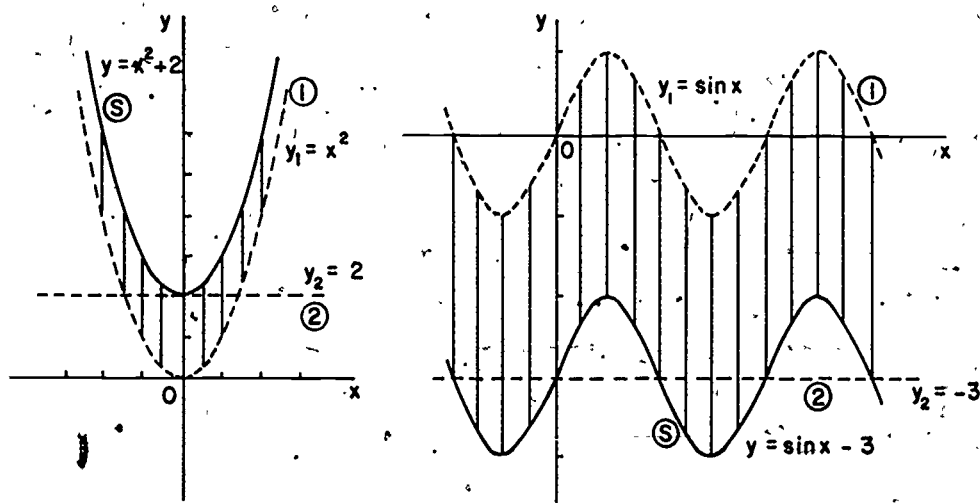 y
y = x² + 2
Ⓢ
①
y₁ = x²
y₂ = 2
②
0
x
y
y₁ = sin x
①
0
x
②
y₂ = -3
Ⓢ
y = sin x - 3